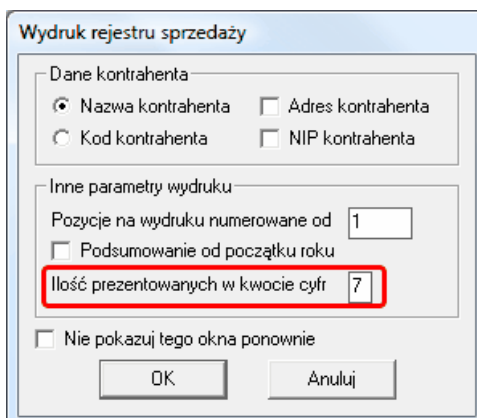 Wydruk rejestru sprzedaży
Dane kontrahenta
Nazwa kontrahenta Adres kontrahenta
Kod kontrahenta NIP kontrahenta
Inne parametry wydruku
Pozycje na wydruku numerowane od 1
Podsumowanie od początku roku
Ilość prezentowanych w kwocie cyfr 7
Nie pokazuj tego okna ponownie
OK Anuluj